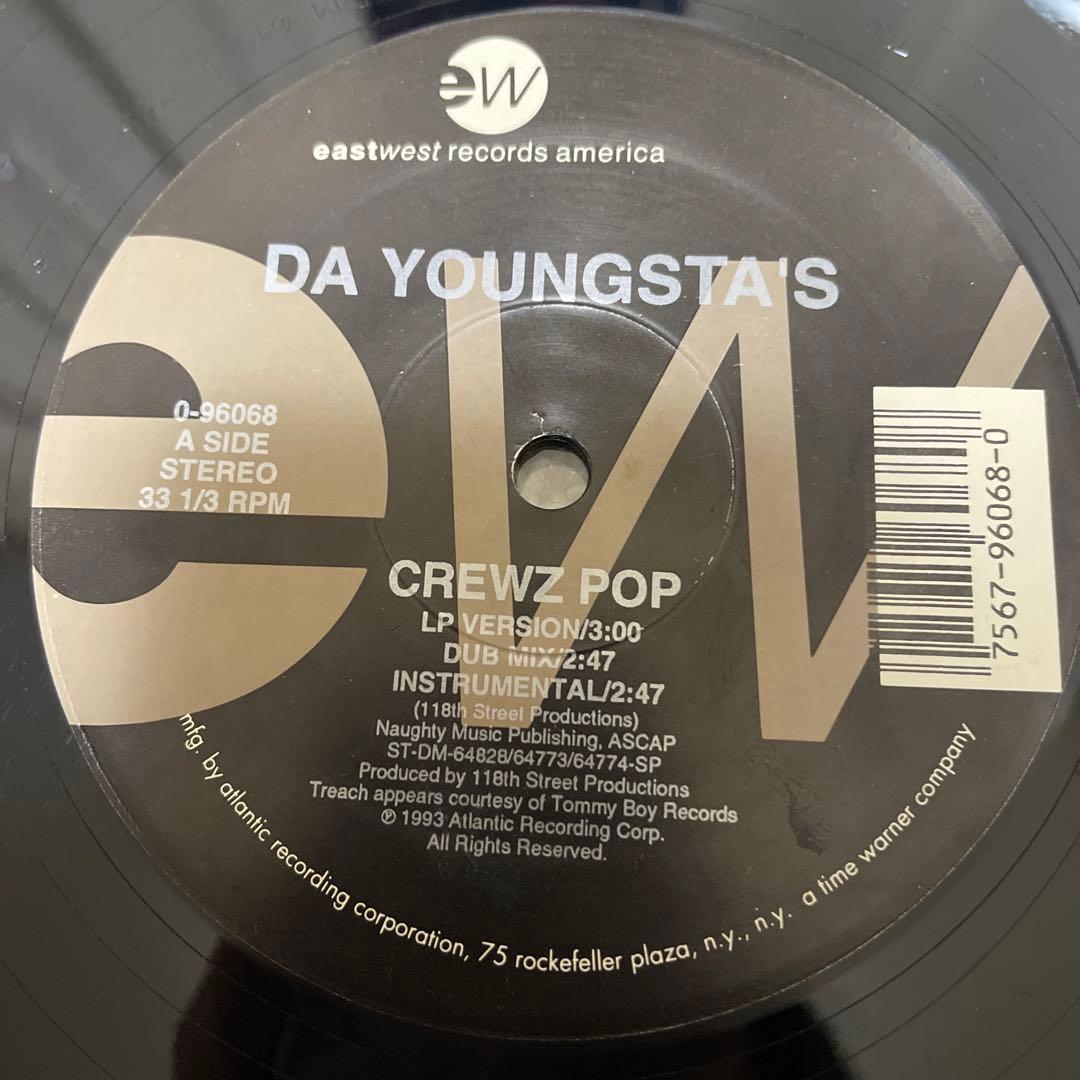 ew
eastwest records america
DA YOUNGSTA'S
ew
0-96068
A SIDE
STEREO
33 1/3 RPM
7567-96068-0
CREWZ POP
LP VERSION/3:00
DUB MIX/2:47
INSTRUMENTAL/2:47
(118th Street Productions)
Naughty Music Publishing, ASCAP
ST-DM-64828/64773/64774-SP
Produced by 118th Street Productions
Treach appears courtesy of Tommy Boy Records
℗ 1993 Atlantic Recording Corp.
All Rights Reserved.
mfg. by atlantic recording corporation, 75 rockefeller plaza, n.y., n.y. a time warner company